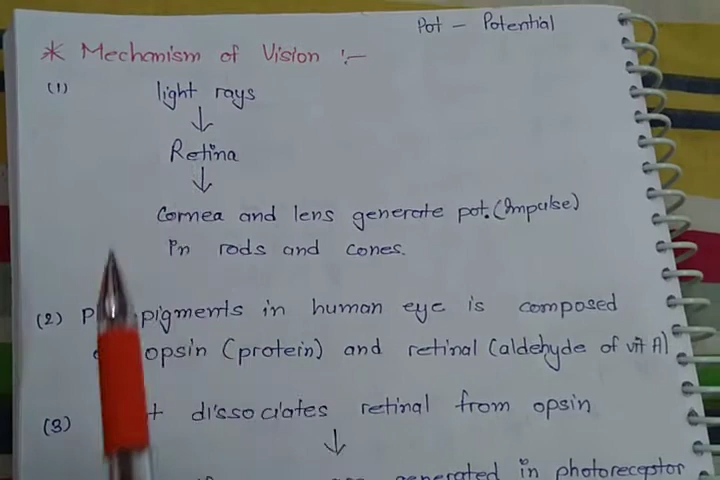 Pot - Potential
* Mechanism of Vision :-
(1) light rays
↓
Retina
↓
Cornea and lens generate pot. (Impulse)
In rods and cones.
(2) pigments in human eye is composed
opsin (protein) and retinal (aldehyde of vit A)
(3) dissociates retinal from opsin
↓
generated in photoreceptor